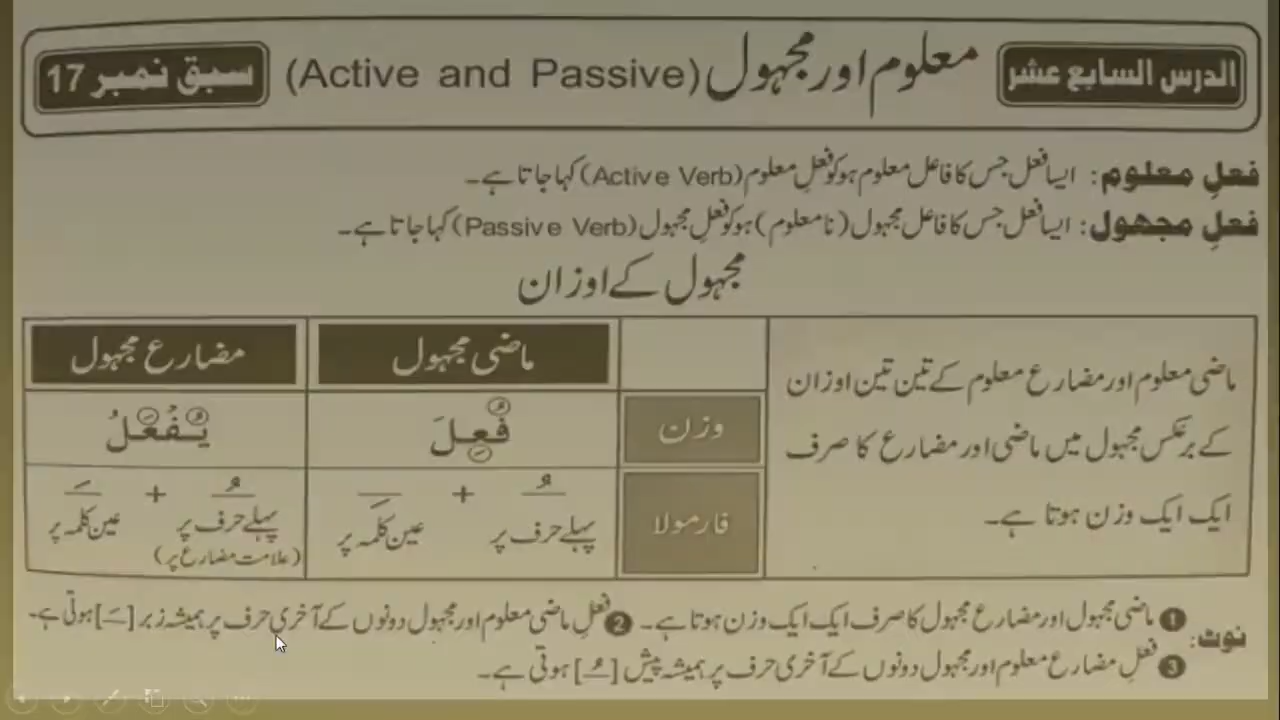 الدرس السابع عشر
معلوم اور مجہول (Active and Passive)
سبق نمبر 17
فعلِ معلوم: ایسا فعل جس کا فاعل معلوم ہو کو فعلِ معلوم (Active Verb) کہا جاتا ہے۔
فعلِ مجھول: ایسا فعل جس کا فاعل مجہول (نامعلوم) ہو کو فعلِ مجہول (Passive Verb) کہا جاتا ہے۔
مجہول کے اوزان
ماضی معلوم اور مضارع معلوم کے تین تین اوزان
کے برعکس مجہول میں ماضی اور مضارع کا صرف
ایک ایک وزن ہوتا ہے۔
ماضی مجہول
مضارع مجہول
وزن
فُعِلَ
يُفْعَلُ
فارمولا
ـُ + ـِ
پہلے حرف پر عین کلمہ پر
ـُ + ـَ
پہلے حرف پر عین کلمہ پر
(علامت مضارع پر)
نوٹ: ❶ ماضی مجہول اور مضارع مجہول کا صرف ایک ایک وزن ہوتا ہے۔ ❷ فعلِ ماضی معلوم اور مجہول دونوں کے آخری حرف پر ہمیشہ زبر [ـَ] ہوتی ہے۔
❸ فعلِ مضارع معلوم اور مجہول دونوں کے آخری حرف پر ہمیشہ پیش [ـُ] ہوتی ہے۔